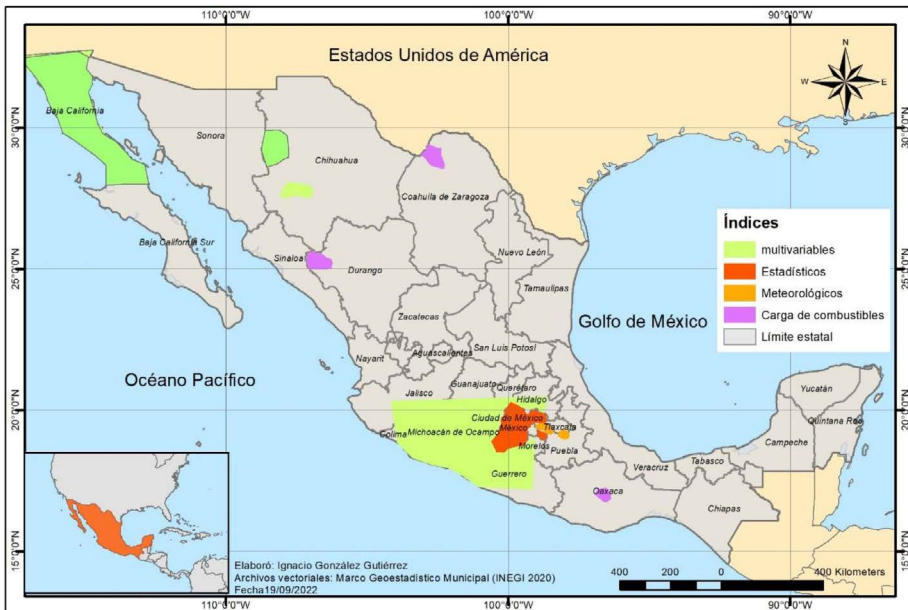 110°0'0"W
100°0'0"W
90°0'0"W
Estados Unidos de América
N
W
E
S
Baja California
30°0'0"N
30°0'0"N
Sonora
Chihuahua
Coahuila de Zaragoza
Índices
Baja California Sur
Nuevo León
multivariables
25°0'0"N
25°0'0"N
Sinaloa
Durango
Estadísticos
Tamaulipas
Meteorológicos
Zacatecas
Golfo de México
Carga de combustibles
San Luis Potosí
Límite estatal
Nayarit
Aguascalientes
Océano Pacífico
Guanajuato
Querétaro
Yucatán
Jalisco
Hidalgo
20°0'0"N
20°0'0"N
Ciudad de México
Quintana Roo
Colima
Michoacán de Ocampo
México
Tlaxcala
Campeche
Morelos
Puebla
Veracruz
Tabasco
Guerrero
Oaxaca
Chiapas
15°0'0"N
15°0'0"N
Elaboró: Ignacio González Gutiérrez
Archivos vectoriales: Marco Geoestadístico Municipal (INEGI 2020)
Fecha19/09/2022
400
200
0
400 Kilometers
110°0'0"W
100°0'0"W
90°0'0"W